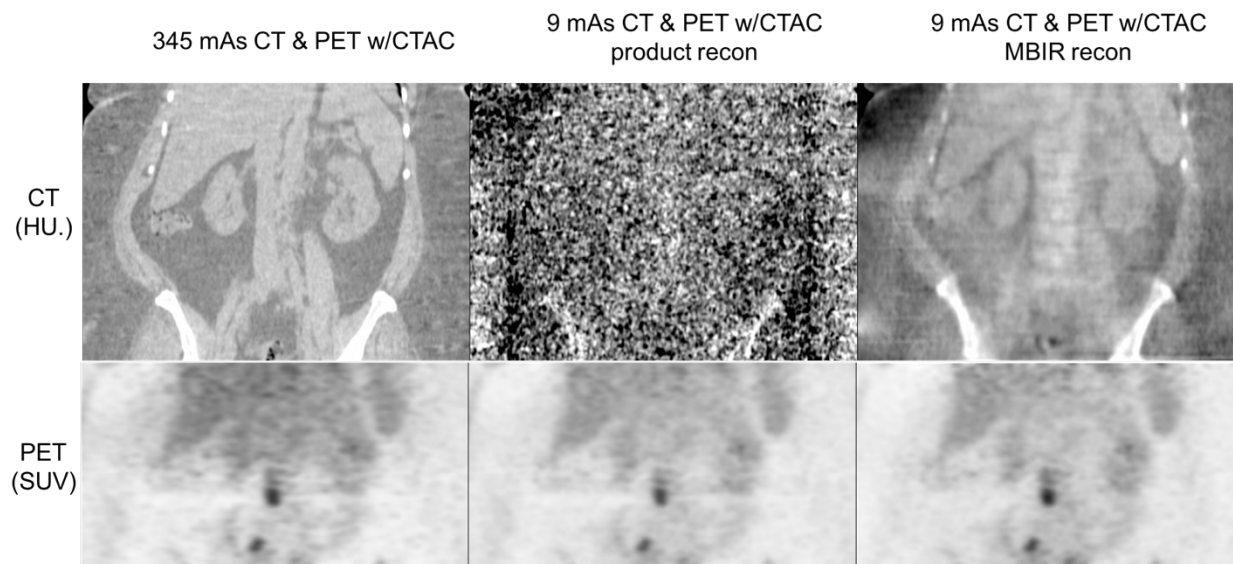 345 mAs CT & PET w/CTAC
9 mAs CT & PET w/CTAC
product recon
9 mAs CT & PET w/CTAC
MBIR recon
CT
(HU.)
PET
(SUV)